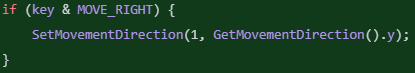 if (key & MOVE_RIGHT) {
    SetMovementDirection(1, GetMovementDirection().y);
}